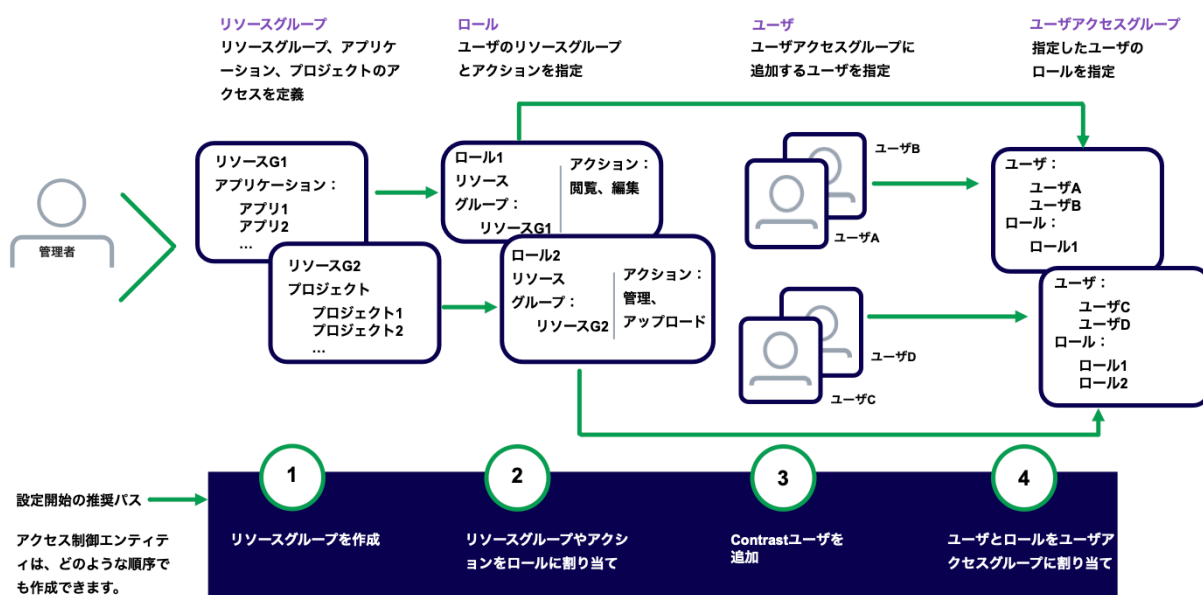 リソースグループ
リソースグループ、アプリケ
ーション、プロジェクトのア
クセスを定義
ロール
ユーザのリソースグループ
とアクションを指定
ユーザ
ユーザアクセスグループに
追加するユーザを指定
ユーザアクセスグループ
指定したユーザの
ロールを指定
管理者
リソースG1
アプリケーション：
アプリ1
アプリ2
...
リソースG2
プロジェクト
プロジェクト1
プロジェクト2
...
ロール1
リソース
グループ：
リソースG1
アクション：
閲覧、編集
ロール2
リソース
グループ：
リソースG2
アクション：
管理、
アップロード
ユーザB
ユーザA
ユーザD
ユーザC
ユーザ：
ユーザA
ユーザB
ロール：
ロール1
ユーザ：
ユーザC
ユーザD
ロール：
ロール1
ロール2
設定開始の推奨パス
アクセス制御エンティテ
ィは、どのような順序で
も作成できます。
1
リソースグループを作成
2
リソースグループやアクシ
ョンをロールに割り当て
3
Contrastユーザを
追加
4
ユーザとロールをユーザア
クセスグループに割り当て